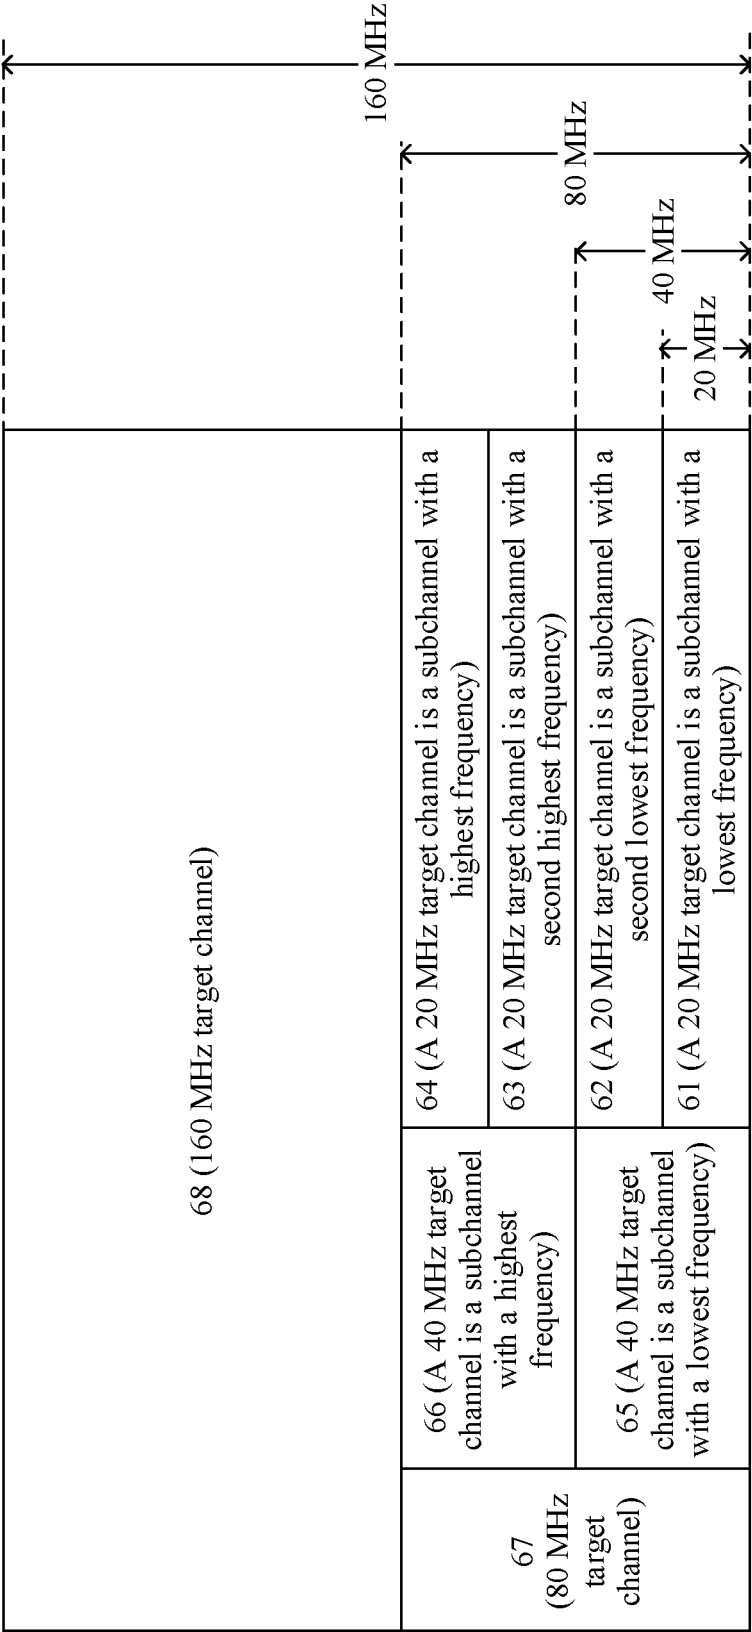 68 (160 MHz target channel)
67
(80 MHz
target
channel)
66 (A 40 MHz target
channel is a subchannel
with a highest
frequency)
65 (A 40 MHz target
channel is a subchannel
with a lowest frequency)
64 (A 20 MHz target channel is a subchannel with a
highest frequency)
63 (A 20 MHz target channel is a subchannel with a
second highest frequency)
62 (A 20 MHz target channel is a subchannel with a
second lowest frequency)
61 (A 20 MHz target channel is a subchannel with a
lowest frequency)
20 MHz
40 MHz
80 MHz
160 MHz